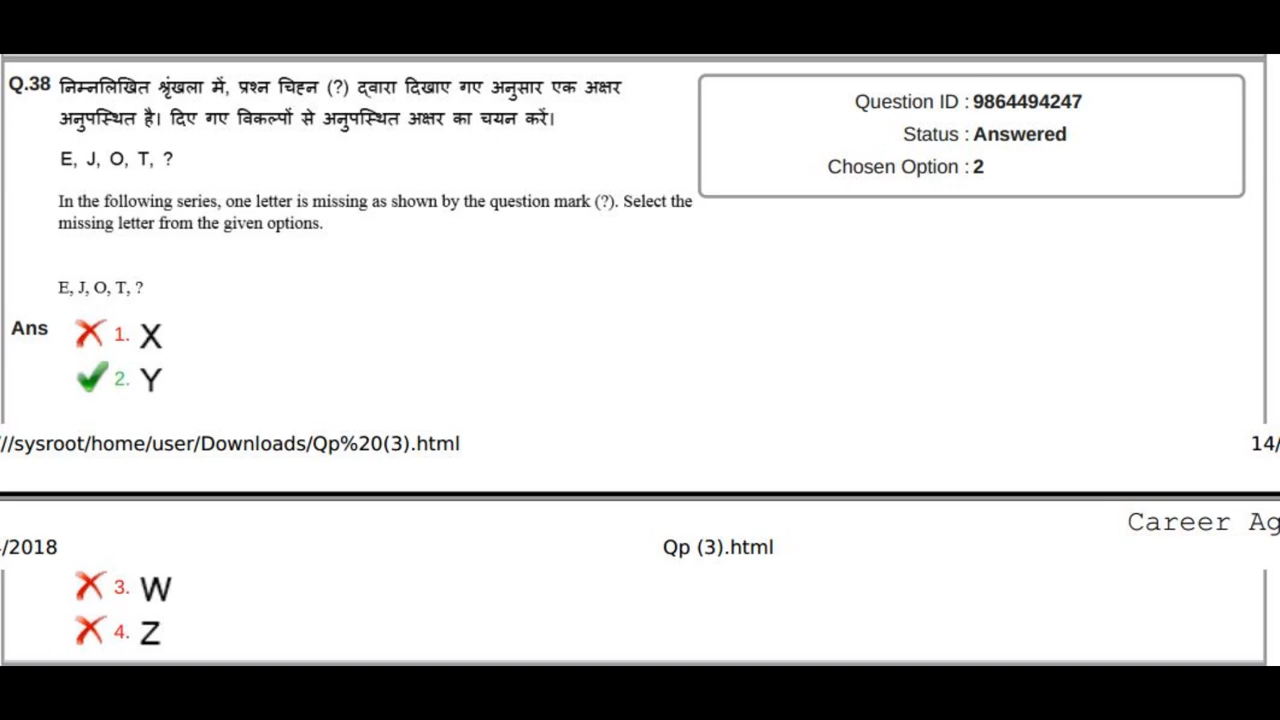 Q.38 निम्नलिखित श्रृंखला में, प्रश्न चिह्न (?) द्वारा दिखाए गए अनुसार एक अक्षर
अनुपस्थित है। दिए गए विकल्पों से अनुपस्थित अक्षर का चयन करें।
E, J, O, T, ?
In the following series, one letter is missing as shown by the question mark (?). Select the
missing letter from the given options.
E, J, O, T, ?
Question ID : 9864494247
Status : Answered
Chosen Option : 2
Ans 1. X
2. Y
//sysroot/home/user/Downloads/Qp%20(3).html 14/
Career Ag
/2018 Qp (3).html
3. W
4. Z